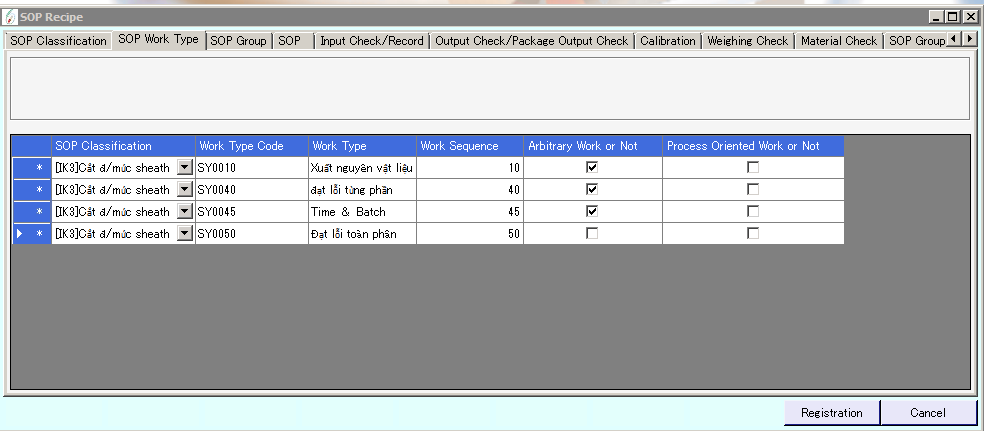 SOP Recipe
SOP Classification SOP Work Type SOP Group SOP Input Check/Record Output Check/Package Output Check Calibration Weighing Check Material Check SOP Group
SOP Classification Work Type Code Work Type Work Sequence Arbitrary Work or Not Process Oriented Work or Not
* [IK3]Cắt đ/mức sheath SY0010 Xuất nguyên vật liệu 10
* [IK3]Cắt đ/mức sheath SY0040 đạt lỗi từng phần 40
* [IK3]Cắt đ/mức sheath SY0045 Time & Batch 45
* [IK3]Cắt đ/mức sheath SY0050 Đạt lỗi toàn phần 50
Registration Cancel